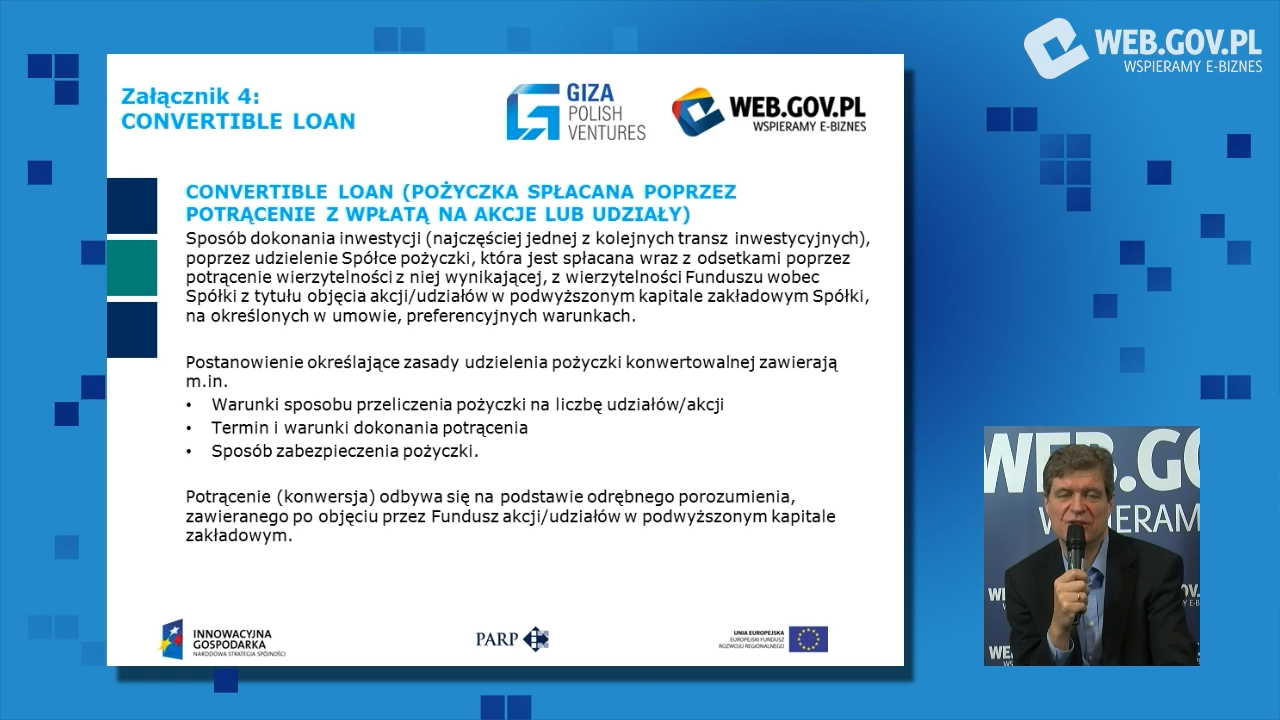 WEB.GOV.PL
WSPIERAMY E-BIZNES
Załącznik 4:
CONVERTIBLE LOAN
GIZA
POLISH
VENTURES
WEB.GOV.PL
WSPIERAMY E-BIZNES
CONVERTIBLE LOAN (POŻYCZKA SPŁACANA POPRZEZ
POTRĄCENIE Z WPŁATĄ NA AKCJE LUB UDZIAŁY)
Sposób dokonania inwestycji (najczęściej jednej z kolejnych transz inwestycyjnych),
poprzez udzielenie Spółce pożyczki, która jest spłacana wraz z odsetkami poprzez
potrącenie wierzytelności z niej wynikającej, z wierzytelności Funduszu wobec
Spółki z tytułu objęcia akcji/udziałów w podwyższonym kapitale zakładowym Spółki,
na określonych w umowie, preferencyjnych warunkach.
Postanowienie określające zasady udzielenia pożyczki konwertowalnej zawierają
m.in.
• Warunki sposobu przeliczenia pożyczki na liczbę udziałów/akcji
• Termin i warunki dokonania potrącenia
• Sposób zabezpieczenia pożyczki.
Potrącenie (konwersja) odbywa się na podstawie odrębnego porozumienia,
zawieranego po objęciu przez Fundusz akcji/udziałów w podwyższonym kapitale
zakładowym.
INNOWACYJNA
GOSPODARKA
NARODOWA STRATEGIA SPÓJNOŚCI
PARP
UNIA EUROPEJSKA
EUROPEJSKI FUNDUSZ
ROZWOJU REGIONALNEGO
WEB.GO